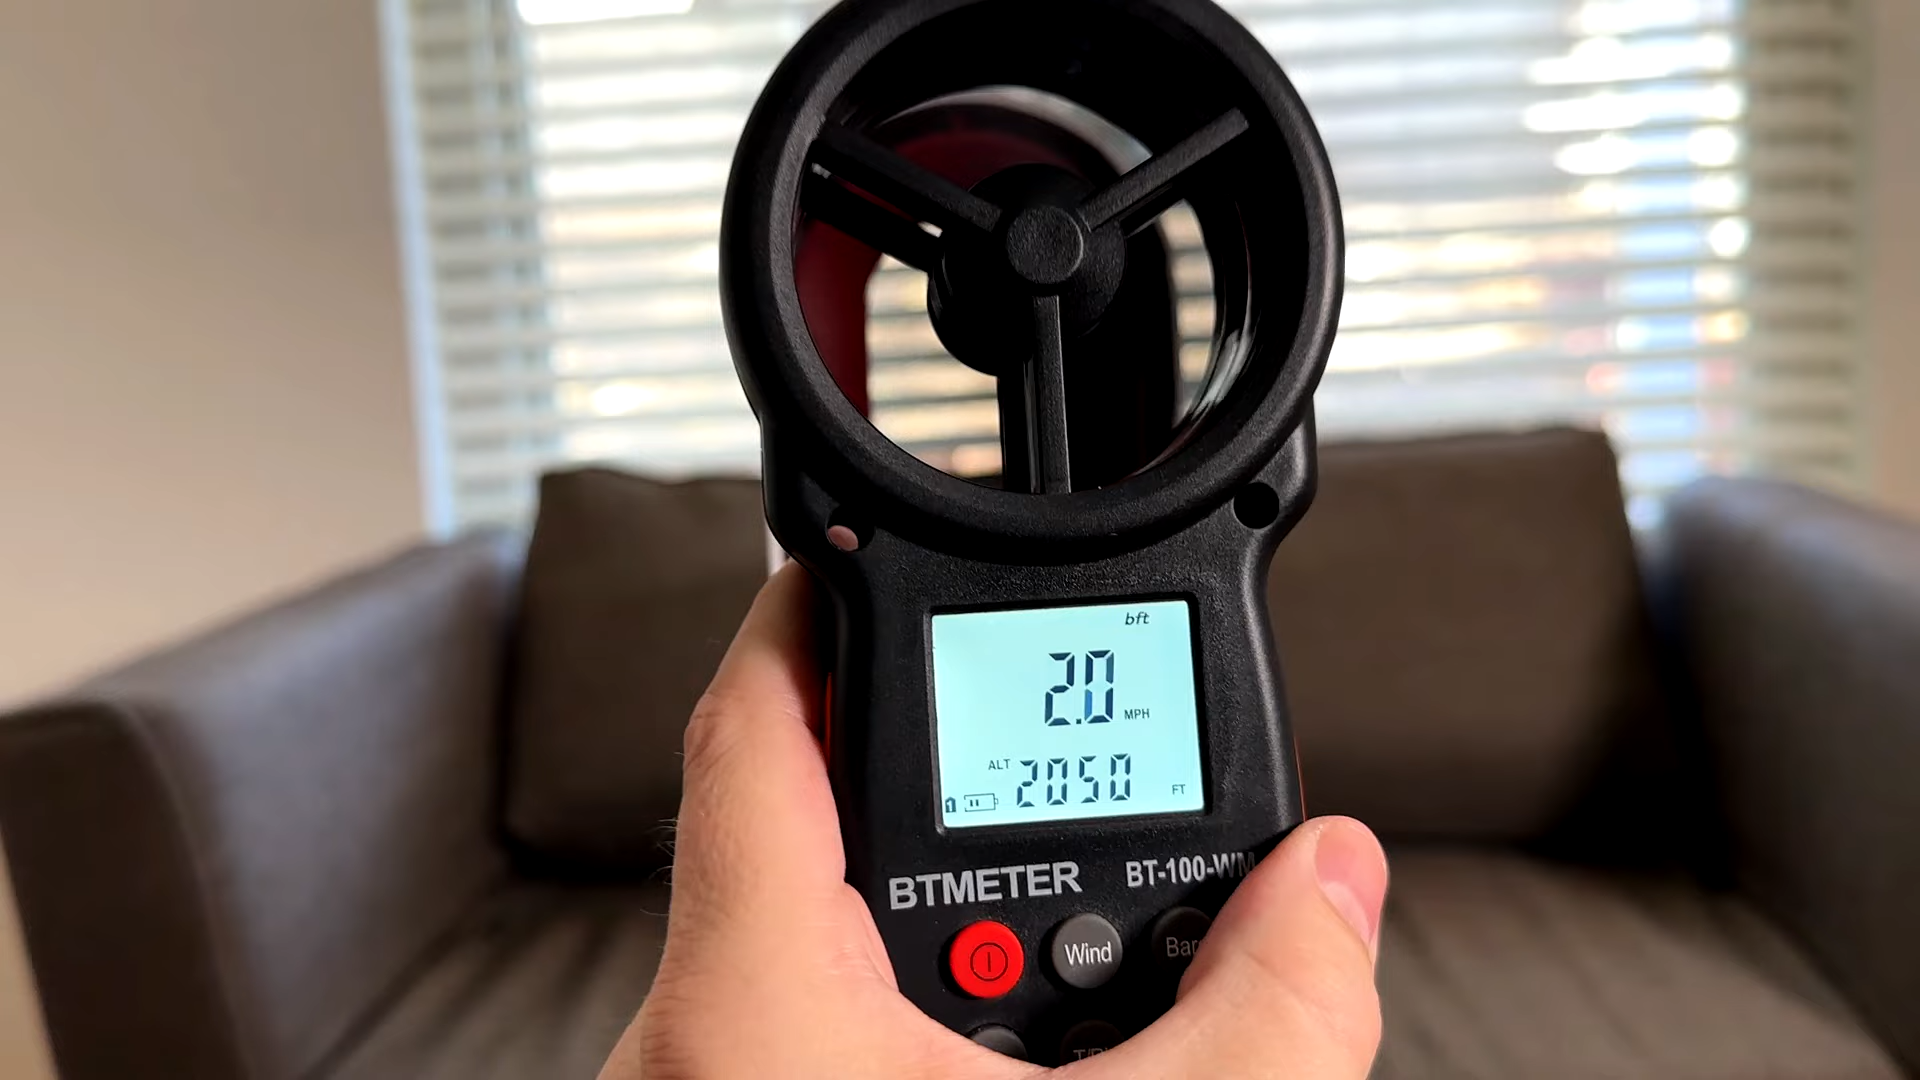 bft
2.0 MPH
ALT 2050 FT
BTMETER BT-100-WM
Wind